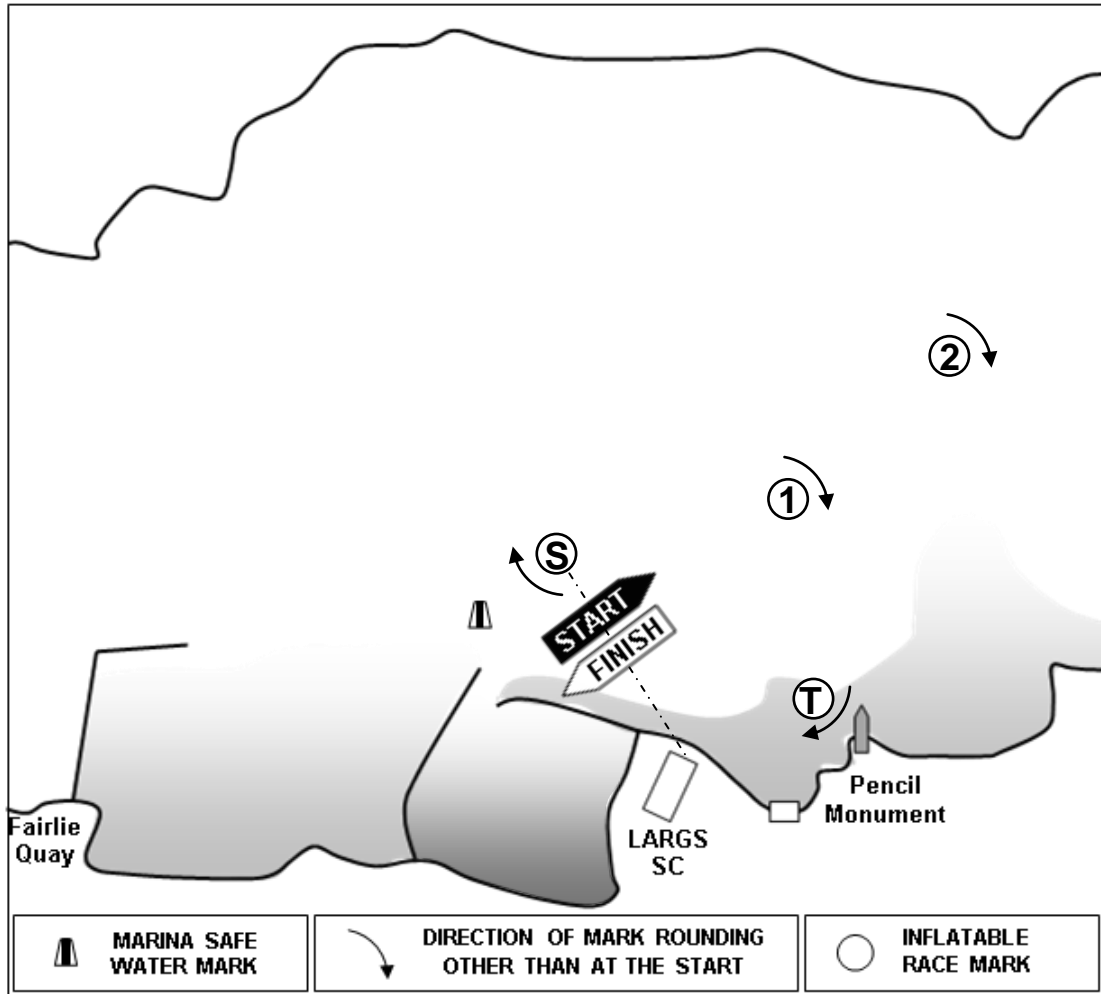 2
1
S
START
FINISH
T
Pencil
Monument
Fairlie
Quay
LARGS
SC
MARINA SAFE
WATER MARK
DIRECTION OF MARK ROUNDING
OTHER THAN AT THE START
INFLATABLE
RACE MARK